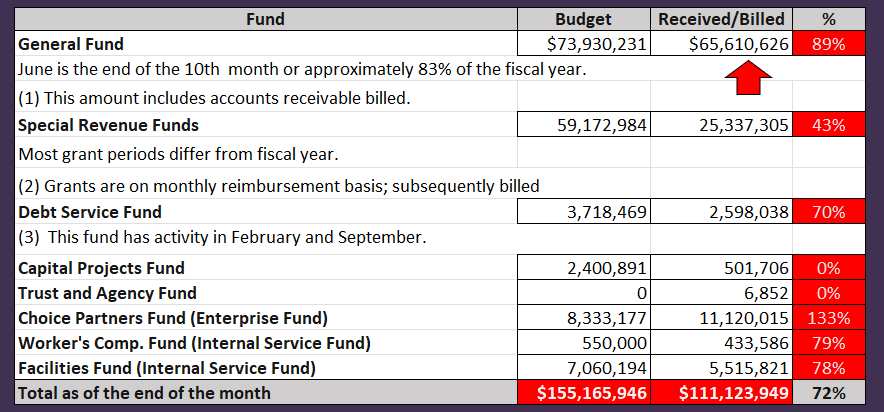 Fund Budget Received/Billed %
General Fund $73,930,231 $65,610,626 89%
June is the end of the 10th month or approximately 83% of the fiscal year.
(1) This amount includes accounts receivable billed.
Special Revenue Funds 59,172,984 25,337,305 43%
Most grant periods differ from fiscal year.
(2) Grants are on monthly reimbursement basis; subsequently billed
Debt Service Fund 3,718,469 2,598,038 70%
(3) This fund has activity in February and September.
Capital Projects Fund 2,400,891 501,706 0%
Trust and Agency Fund 0 6,852 0%
Choice Partners Fund (Enterprise Fund) 8,333,177 11,120,015 133%
Worker's Comp. Fund (Internal Service Fund) 550,000 433,586 79%
Facilities Fund (Internal Service Fund) 7,060,194 5,515,821 78%
Total as of the end of the month $155,165,946 $111,123,949 72%